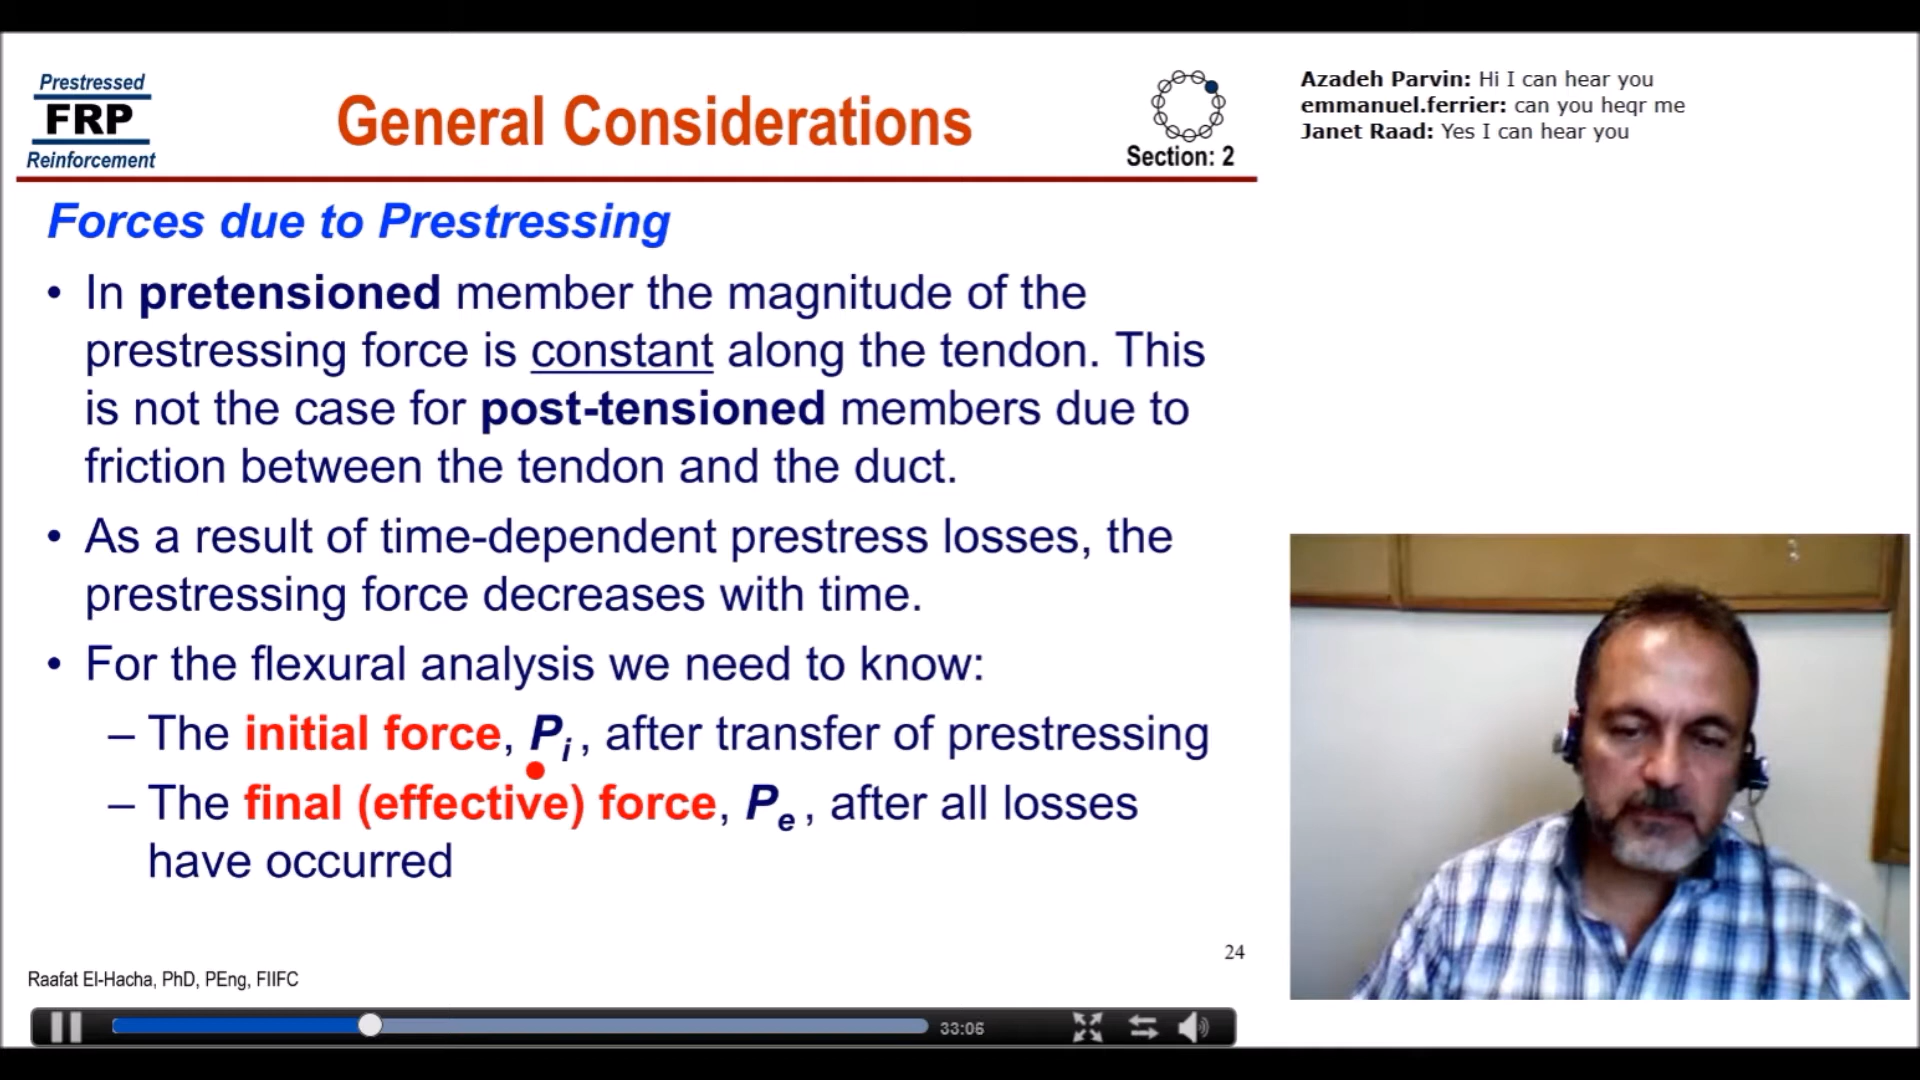 Prestressed
FRP
Reinforcement
General Considerations
Section: 2
Forces due to Prestressing
• In pretensioned member the magnitude of the
prestressing force is constant along the tendon. This
is not the case for post-tensioned members due to
friction between the tendon and the duct.
• As a result of time-dependent prestress losses, the
prestressing force decreases with time.
• For the flexural analysis we need to know:
– The initial force, Pi, after transfer of prestressing
– The final (effective) force, Pe, after all losses
have occurred
24
Raafat El-Hacha, PhD, PEng, FIIFC
33:06
Azadeh Parvin: Hi I can hear you
emmanuel.ferrier: can you heqr me
Janet Raad: Yes I can hear you